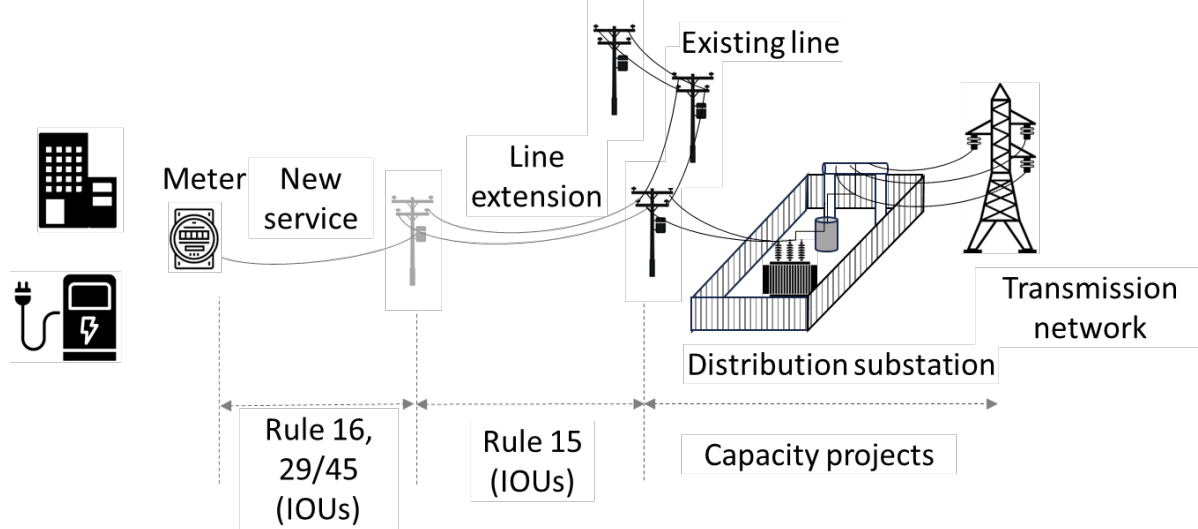 Existing line
Meter
New
service
Line
extension
Transmission
network
Distribution substation
Rule 16,
29/45
(IOUs)
Rule 15
(IOUs)
Capacity projects